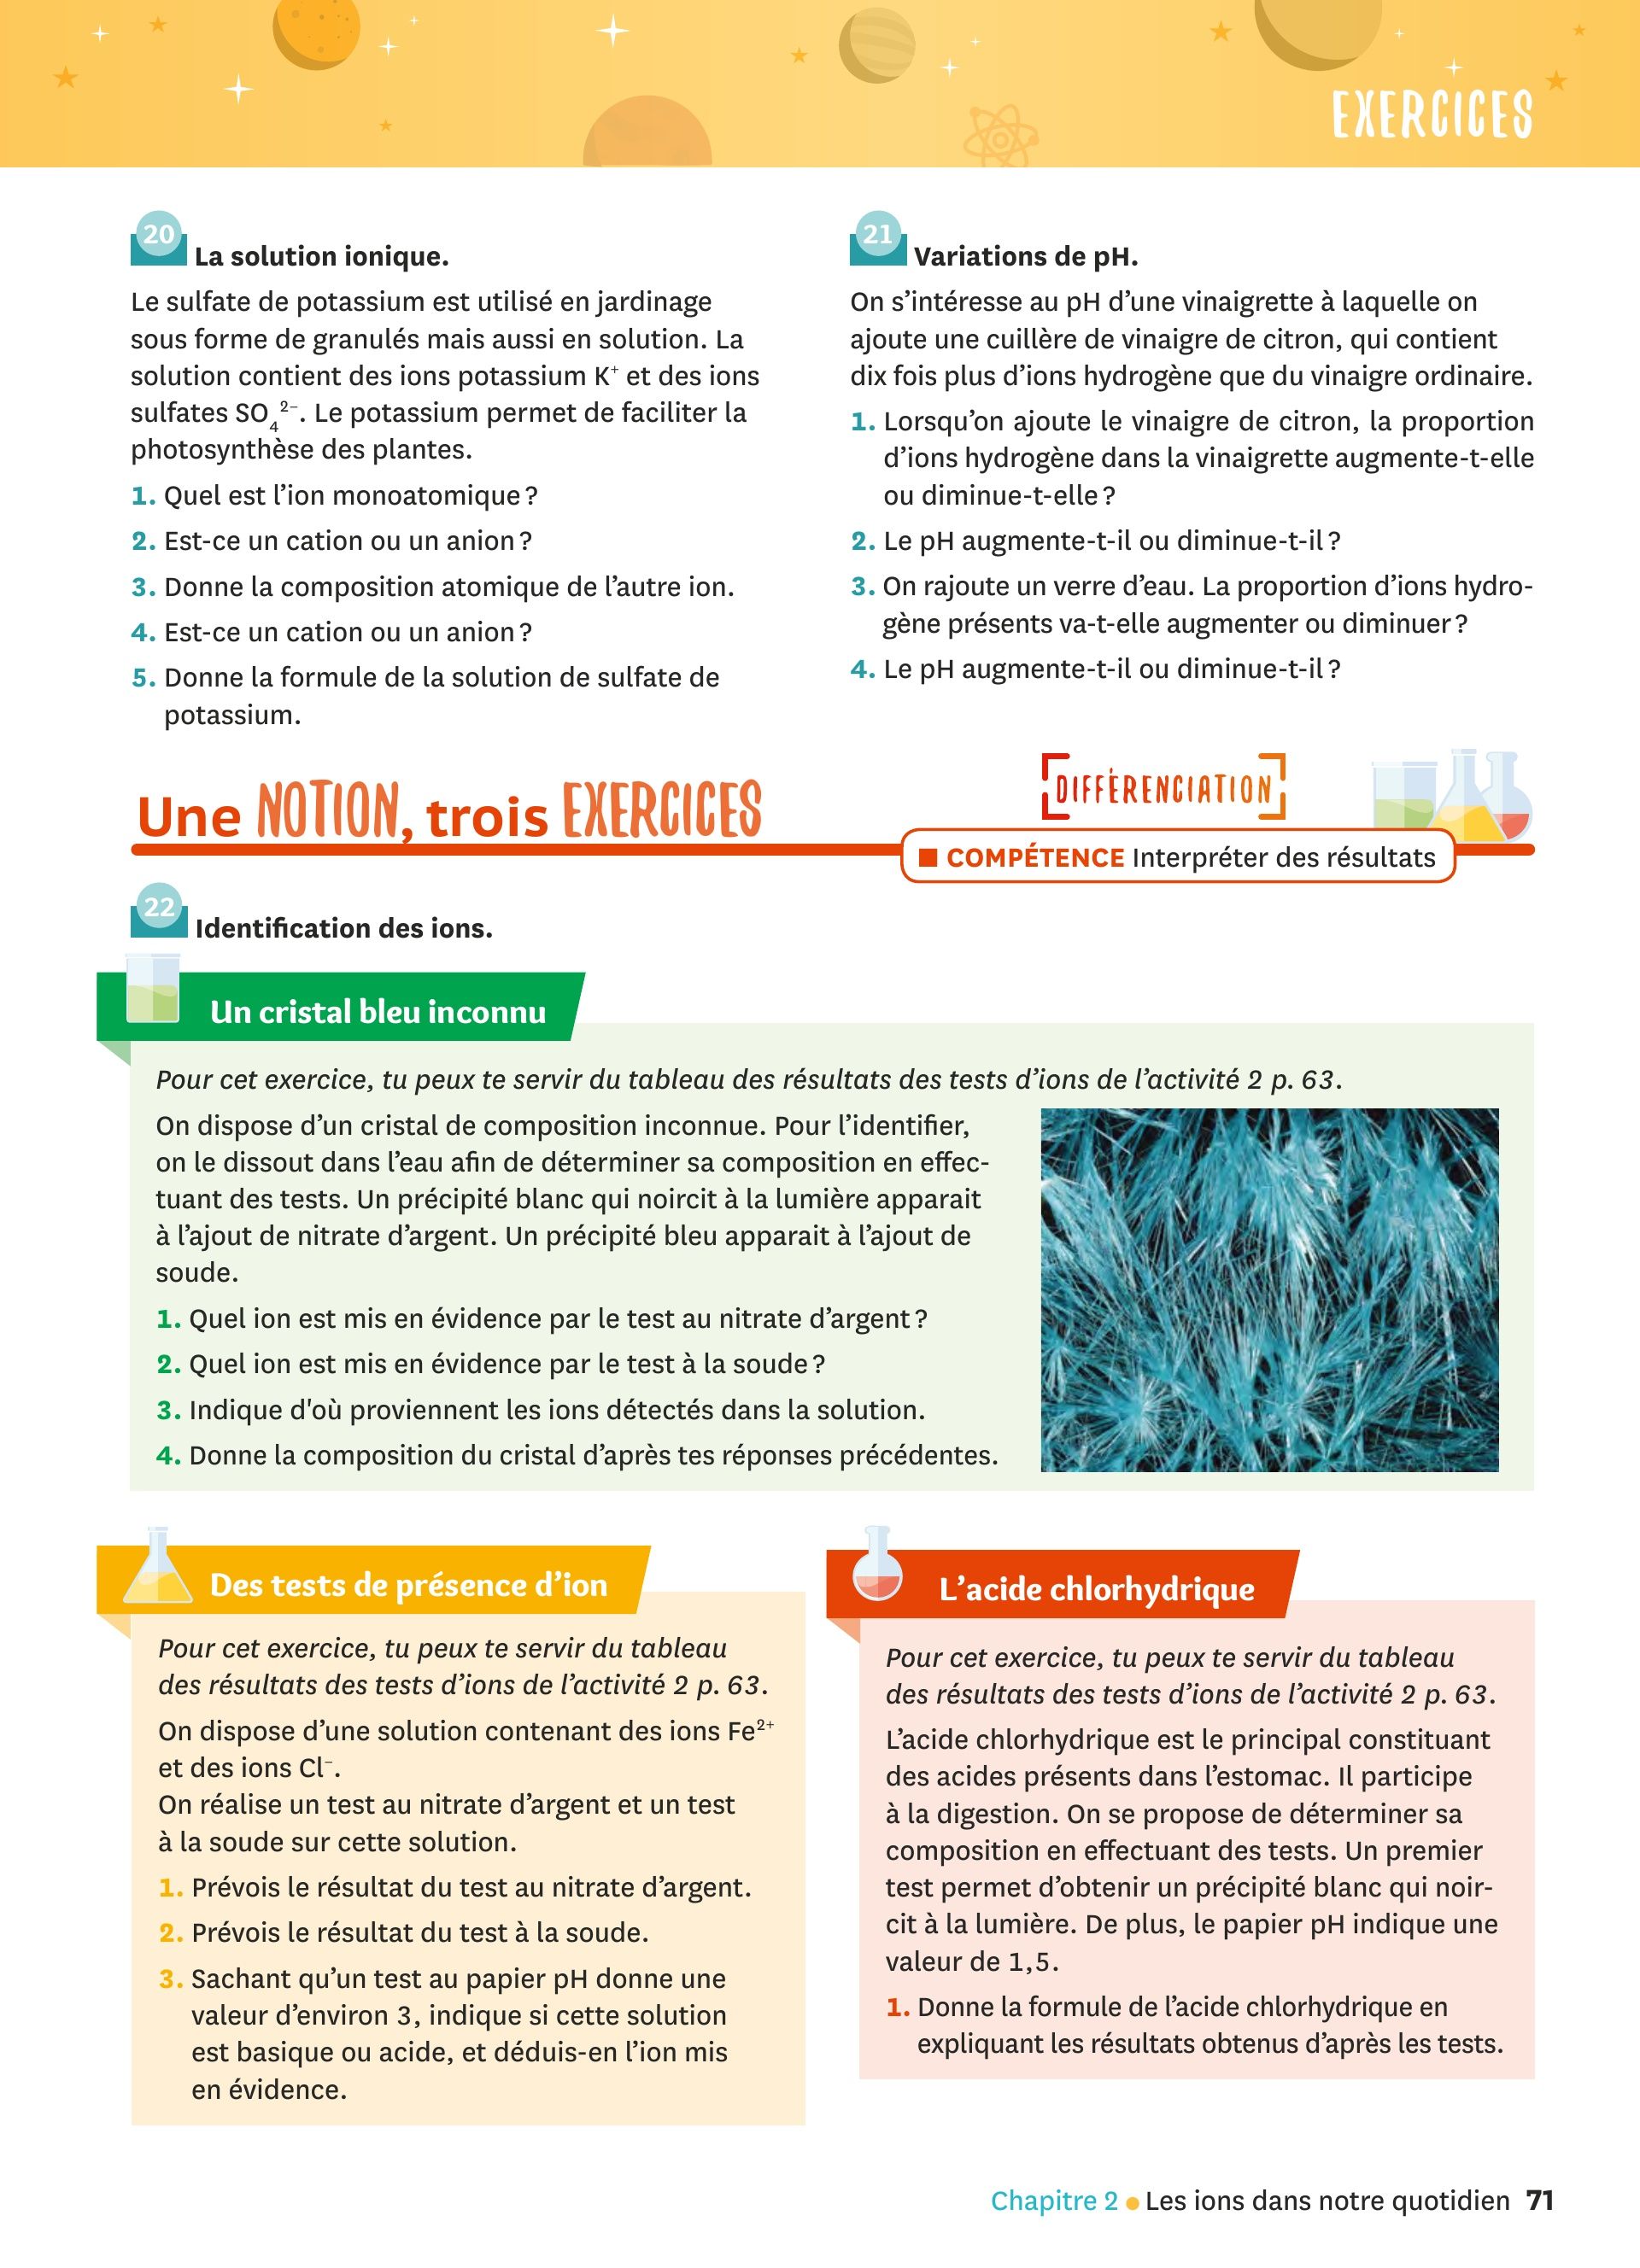 EXERCICES
20 La solution ionique.
Le sulfate de potassium est utilisé en jardinage
sous forme de granulés mais aussi en solution. La
solution contient des ions potassium K⁺ et des ions
sulfates SO₄²⁻. Le potassium permet de faciliter la
photosynthèse des plantes.
1. Quel est l’ion monoatomique ?
2. Est-ce un cation ou un anion ?
3. Donne la composition atomique de l’autre ion.
4. Est-ce un cation ou un anion ?
5. Donne la formule de la solution de sulfate de
potassium.
21 Variations de pH.
On s’intéresse au pH d’une vinaigrette à laquelle on
ajoute une cuillère de vinaigre de citron, qui contient
dix fois plus d’ions hydrogène que du vinaigre ordinaire.
1. Lorsqu’on ajoute le vinaigre de citron, la proportion
d’ions hydrogène dans la vinaigrette augmente-t-elle
ou diminue-t-elle ?
2. Le pH augmente-t-il ou diminue-t-il ?
3. On rajoute un verre d’eau. La proportion d’ions hydro-
gène présents va-t-elle augmenter ou diminuer ?
4. Le pH augmente-t-il ou diminue-t-il ?
Une NOTION, trois EXERCICES
DIFFÉRENCIATION
COMPÉTENCE Interpréter des résultats
22 Identification des ions.
Un cristal bleu inconnu
Pour cet exercice, tu peux te servir du tableau des résultats des tests d’ions de l’activité 2 p. 63.
On dispose d’un cristal de composition inconnue. Pour l’identifier,
on le dissout dans l’eau afin de déterminer sa composition en effec-
tuant des tests. Un précipité blanc qui noircit à la lumière apparait
à l’ajout de nitrate d’argent. Un précipité bleu apparait à l’ajout de
soude.
1. Quel ion est mis en évidence par le test au nitrate d’argent ?
2. Quel ion est mis en évidence par le test à la soude ?
3. Indique d'où proviennent les ions détectés dans la solution.
4. Donne la composition du cristal d’après tes réponses précédentes.
Des tests de présence d’ion
Pour cet exercice, tu peux te servir du tableau
des résultats des tests d’ions de l’activité 2 p. 63.
On dispose d’une solution contenant des ions Fe²⁺
et des ions Cl⁻.
On réalise un test au nitrate d’argent et un test
à la soude sur cette solution.
1. Prévois le résultat du test au nitrate d’argent.
2. Prévois le résultat du test à la soude.
3. Sachant qu’un test au papier pH donne une
valeur d’environ 3, indique si cette solution
est basique ou acide, et déduis-en l’ion mis
en évidence.
L’acide chlorhydrique
Pour cet exercice, tu peux te servir du tableau
des résultats des tests d’ions de l’activité 2 p. 63.
L’acide chlorhydrique est le principal constituant
des acides présents dans l’estomac. Il participe
à la digestion. On se propose de déterminer sa
composition en effectuant des tests. Un premier
test permet d’obtenir un précipité blanc qui noir-
cit à la lumière. De plus, le papier pH indique une
valeur de 1,5.
1. Donne la formule de l’acide chlorhydrique en
expliquant les résultats obtenus d’après les tests.
Chapitre 2 ● Les ions dans notre quotidien 71